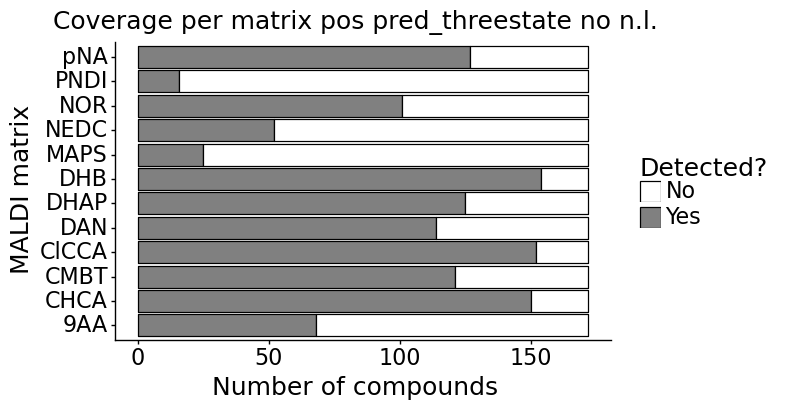 Coverage per matrix pos pred_threestate no n.l.
MALDI matrix
pNA
PNDI
NOR
NEDC
MAPS
DHB
DHAP
DAN
ClCCA
CMBT
CHCA
9AA
0 50 100 150
Number of compounds
Detected?
No
Yes